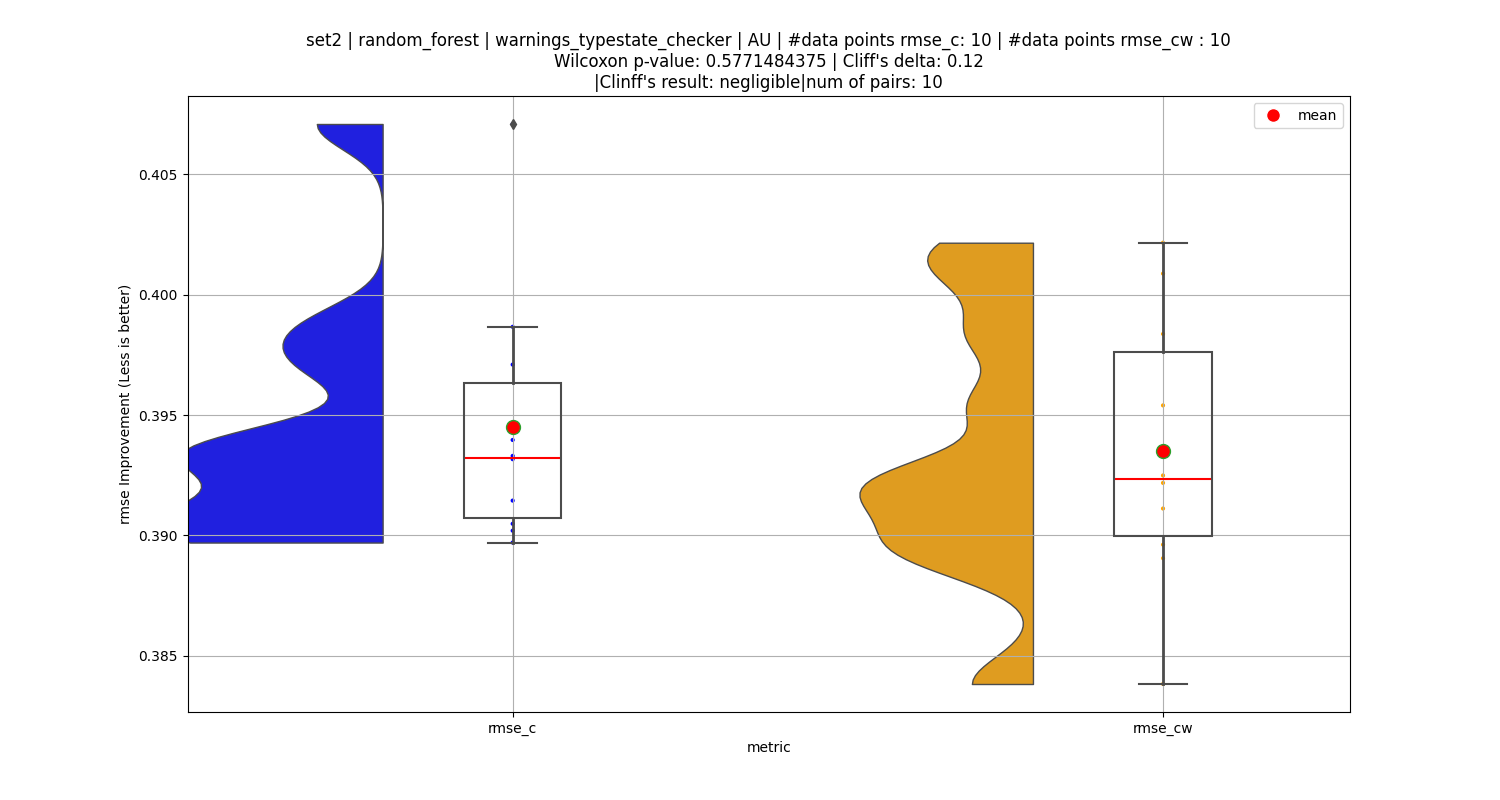 set2 | random_forest | warnings_typestate_checker | AU | #data points rmse_c: 10 | #data points rmse_cw : 10
Wilcoxon p-value: 0.5771484375 | Cliff's delta: 0.12
|Clinff's result: negligible|num of pairs: 10
mean
0.405
0.400
0.395
0.390
0.385
rmse Improvement (Less is better)
rmse_c
rmse_cw
metric